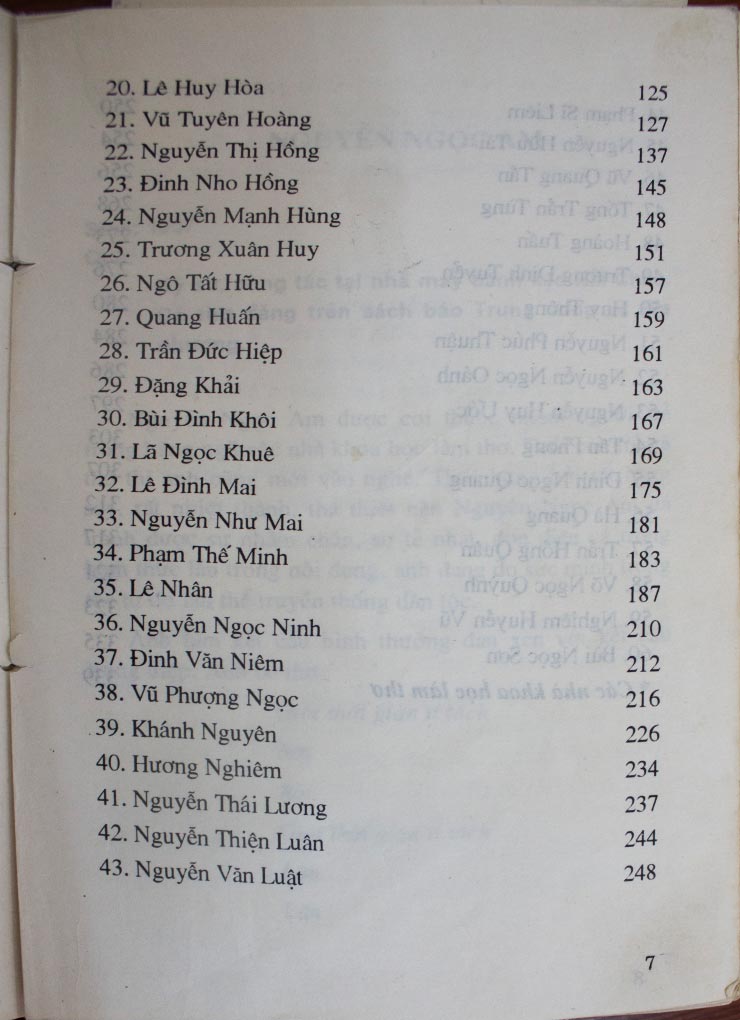 20. Lê Huy Hòa 125
21. Vũ Tuyên Hoàng 127
22. Nguyễn Thị Hồng 137
23. Đinh Nho Hồng 145
24. Nguyễn Mạnh Hùng 148
25. Trương Xuân Huy 151
26. Ngô Tất Hữu 157
27. Quang Huấn 159
28. Trần Đức Hiệp 161
29. Đặng Khải 163
30. Bùi Đình Khôi 167
31. Lã Ngọc Khuê 169
32. Lê Đình Mai 175
33. Nguyễn Như Mai 181
34. Phạm Thế Minh 183
35. Lê Nhân 187
36. Nguyễn Ngọc Ninh 210
37. Đinh Văn Niêm 212
38. Vũ Phượng Ngọc 216
39. Khánh Nguyên 226
40. Hương Nghiêm 234
41. Nguyễn Thái Lương 237
42. Nguyễn Thiện Luân 244
43. Nguyễn Văn Luật 248
7